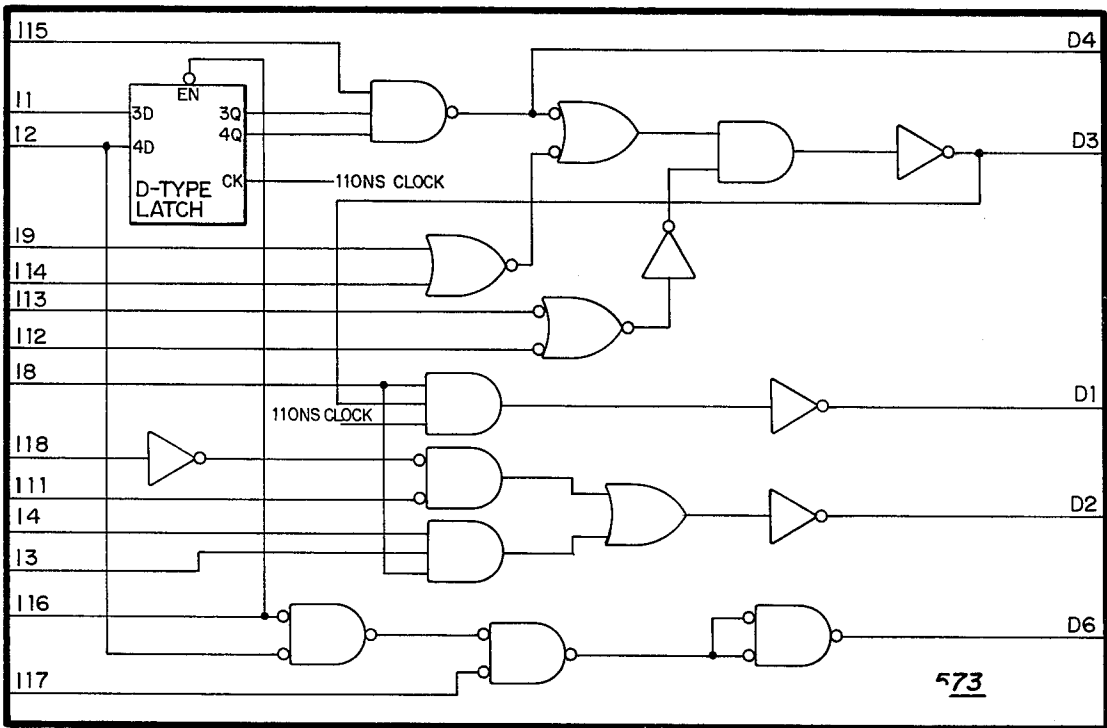 I15
D4
EN
I1
3D
3Q
I2
4D
4Q
D3
CK
110NS CLOCK
D-TYPE
LATCH
I9
I14
I13
I12
I8
D1
110NS CLOCK
I18
I11
D2
I4
I3
I16
D6
I17
573